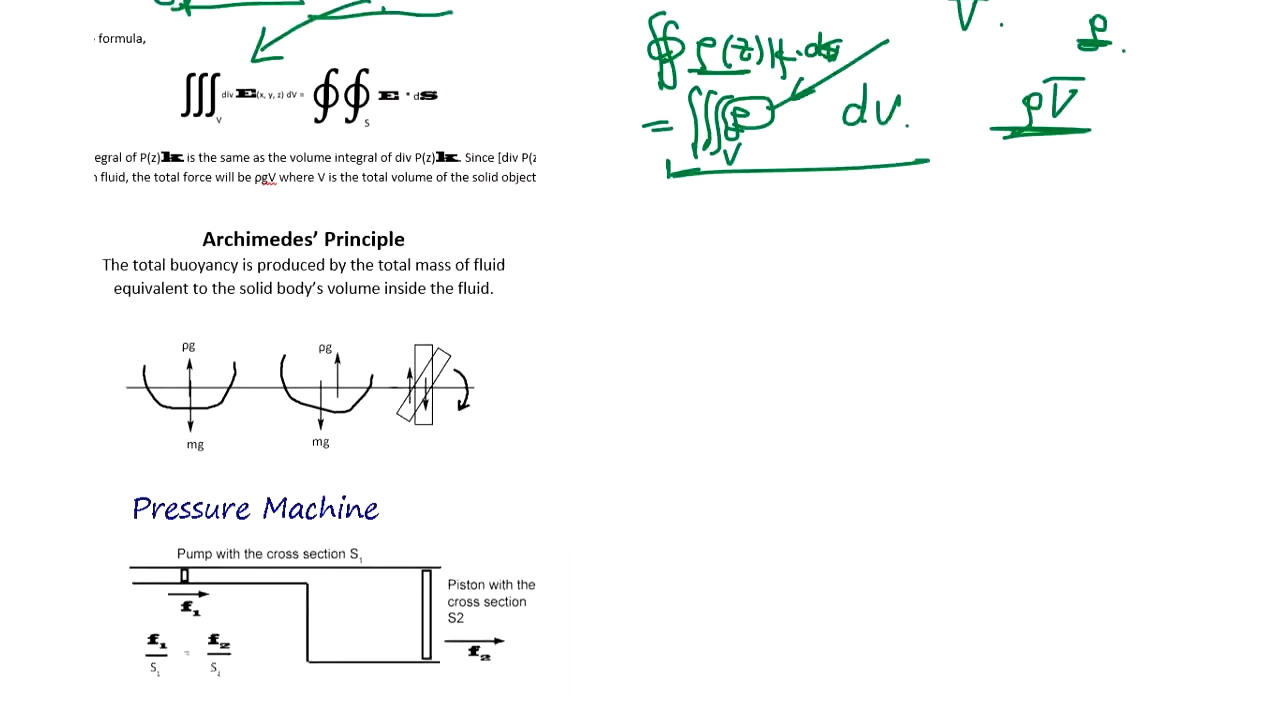 formula,
∭ div E(x, y, z) dV = ∯ E • dS
V S
egral of P(z)k is the same as the volume integral of div P(z)k. Since [div P(z
fluid, the total force will be ρgV where V is the total volume of the solid object
Archimedes’ Principle
The total buoyancy is produced by the total mass of fluid
equivalent to the solid body’s volume inside the fluid.
ρg ρg
mg mg
Pressure Machine
Pump with the cross section S₁
Piston with the
cross section
S2
f₁
f₂
f₁ = f₂
S₁ S₂
V. ρ.
∯ P(z)k·ds
= ∭ ρ dv.
V
ρV